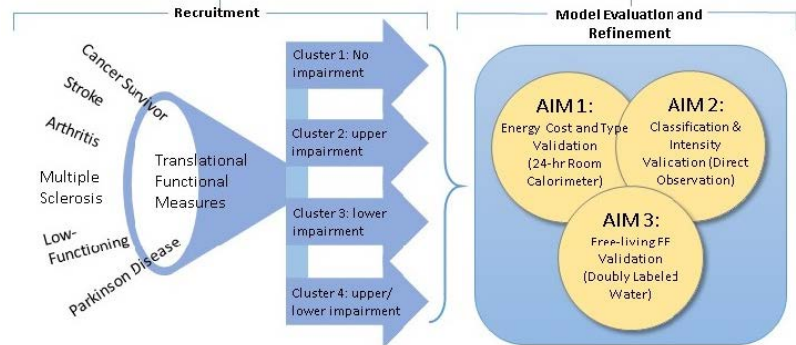 Recruitment
Cancer Survivor
Stroke
Arthritis
Multiple
Sclerosis
Low-
Functioning
Parkinson Disease
Translational
Functional
Measures
Cluster 1: No
impairment
Cluster 2: upper
impairment
Cluster 3: lower
impairment
Cluster 4: upper/
lower impairment
Model Evaluation and
Refinement
AIM 1:
Energy Cost and Type
Validation
(24-hr Room
Calorimeter)
AIM 2:
Classification &
Intensity
Valication (Direct
Observation)
AIM 3:
Free-living EE
Validation
(Doubly Labeled
Water)